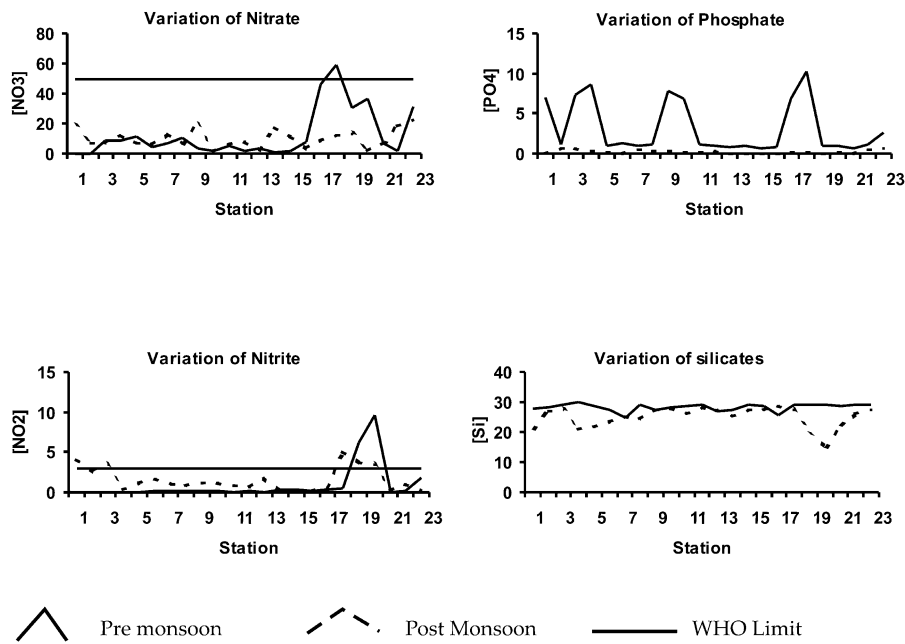 Variation of Nitrate
80
60
40
20
0
[NO3]
1 3 5 7 9 11 13 15 17 19 21 23
Station
Variation of Phosphate
15
10
5
0
[PO4]
1 3 5 7 9 11 13 15 17 19 21 23
Station
Variation of Nitrite
15
10
5
0
[NO2]
1 3 5 7 9 11 13 15 17 19 21 23
Station
Variation of silicates
40
30
20
10
0
[Si]
1 3 5 7 9 11 13 15 17 19 21 23
Station
Pre monsoon Post Monsoon WHO Limit